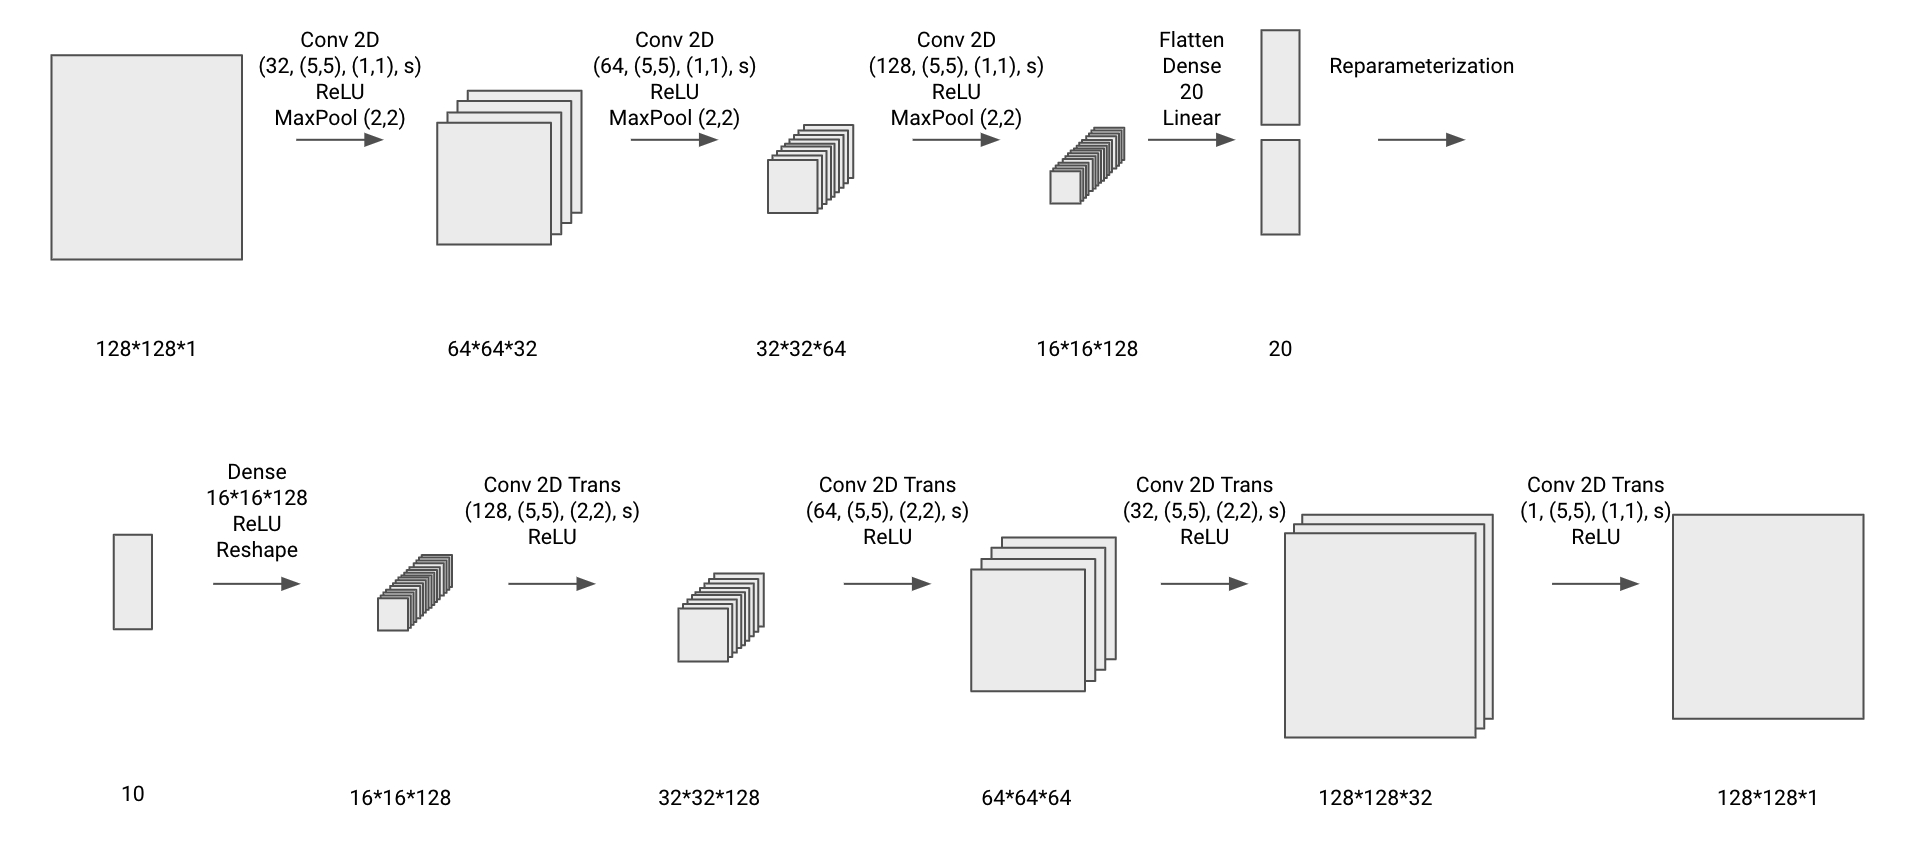 Conv 2D
(32, (5,5), (1,1), s)
ReLU
MaxPool (2,2)
Conv 2D
(64, (5,5), (1,1), s)
ReLU
MaxPool (2,2)
Conv 2D
(128, (5,5), (1,1), s)
ReLU
MaxPool (2,2)
Flatten
Dense
20
Linear
Reparameterization
128*128*1
64*64*32
32*32*64
16*16*128
20
Dense
16*16*128
ReLU
Reshape
Conv 2D Trans
(128, (5,5), (2,2), s)
ReLU
Conv 2D Trans
(64, (5,5), (2,2), s)
ReLU
Conv 2D Trans
(32, (5,5), (2,2), s)
ReLU
Conv 2D Trans
(1, (5,5), (1,1), s)
ReLU
10
16*16*128
32*32*128
64*64*64
128*128*32
128*128*1